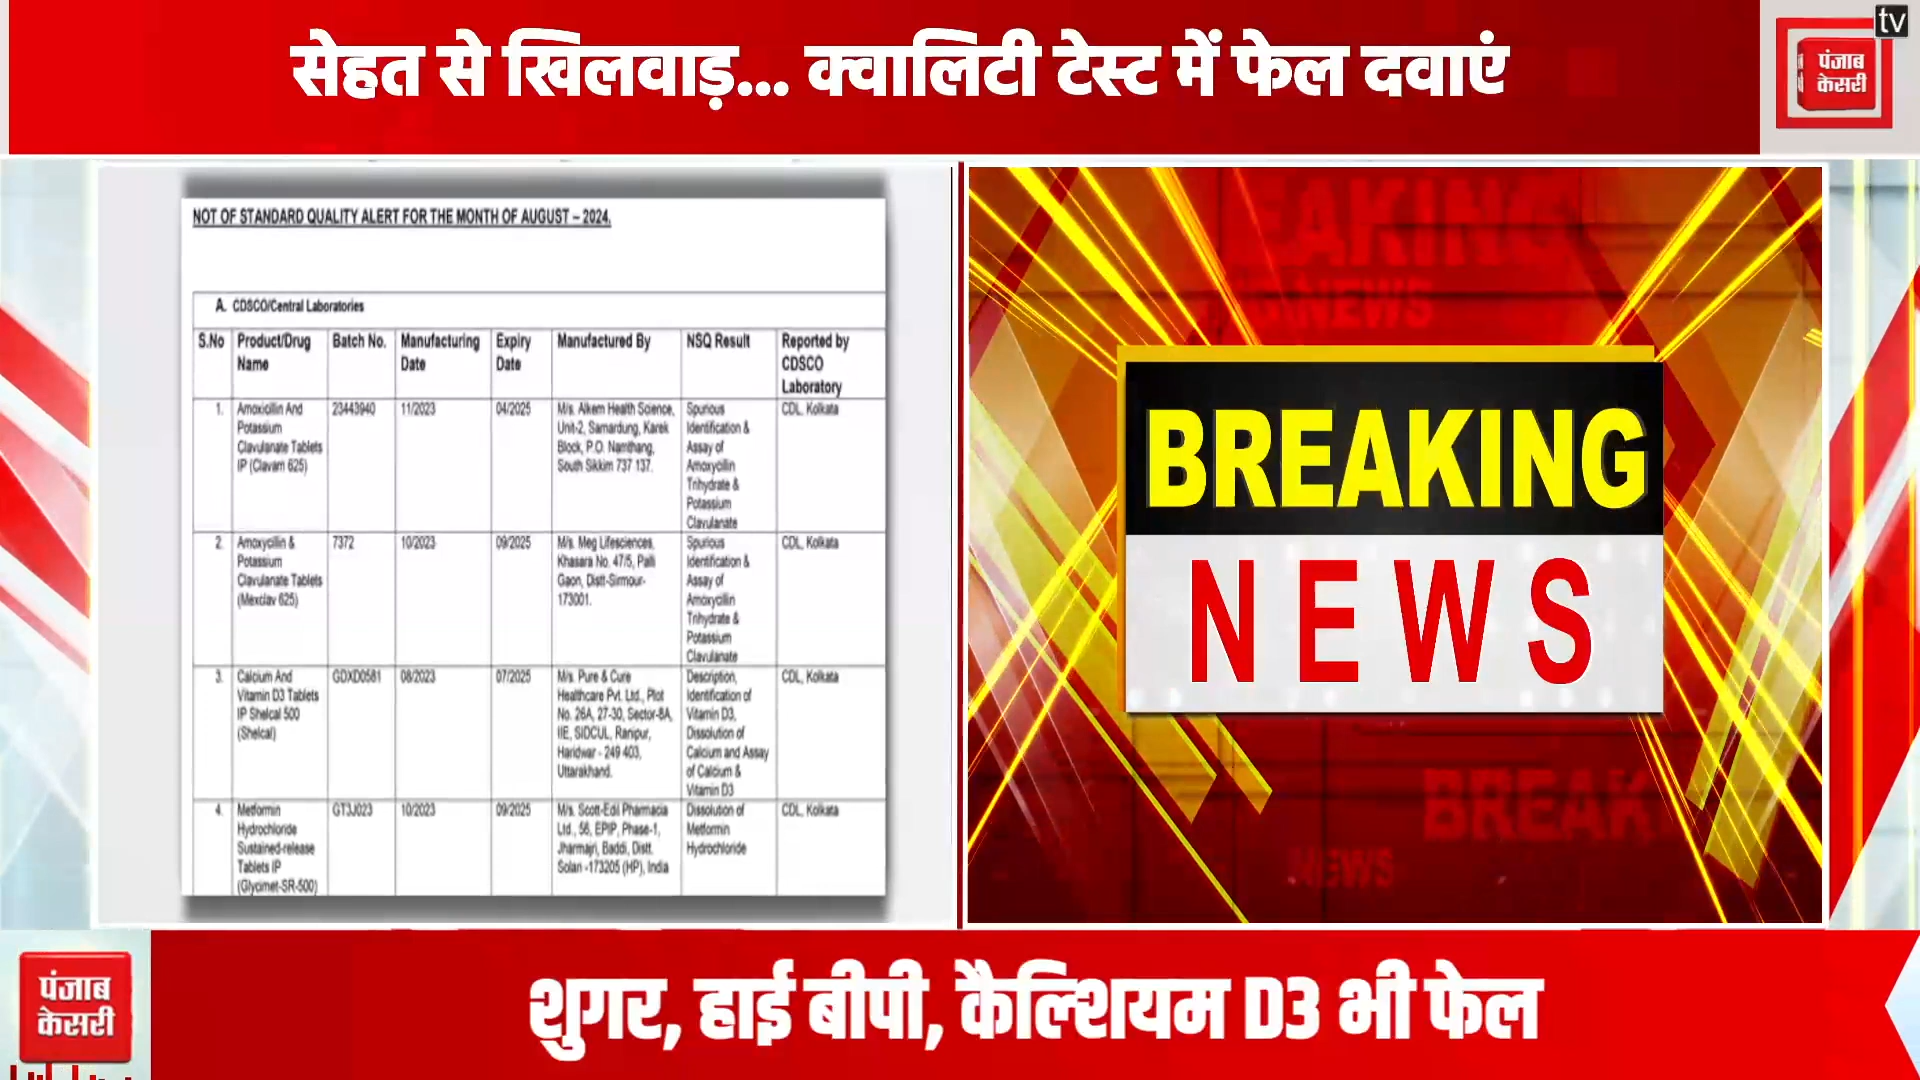 सेहत से खिलवाड़... क्वालिटी टेस्ट में फेल दवाएं
tv
पंजाब
केसरी
NOT OF STANDARD QUALITY ALERT FOR THE MONTH OF AUGUST – 2024.
A. CDSCO/Central Laboratories
S.No Product/Drug Name Batch No. Manufacturing Date Expiry Date Manufactured By NSQ Result Reported by CDSCO Laboratory
1. Amoxicillin And Potassium Clavulanate Tablets IP (Clavam 625) 23443940 11/2023 04/2025 M/s. Alkem Health Science, Unit-2, Samardung, Karek Block, P.O. Namthang, South Sikkim 737 137. Spurious Identification & Assay of Amoxycillin Trihydrate & Potassium Clavulanate CDL, Kolkata
2. Amoxycillin & Potassium Clavulanate Tablets (Mexclav 625) 7372 10/2023 09/2025 M/s. Meg Lifesciences, Khasara No. 47/5, Palli Gaon, Distt-Sirmour-173001. Spurious Identification & Assay of Amoxycillin Trihydrate & Potassium Clavulanate CDL, Kolkata
3. Calcium And Vitamin D3 Tablets IP Shelcal 500 (Shelcal) GDXD0581 08/2023 07/2025 M/s. Pure & Cure Healthcare Pvt. Ltd., Plot No. 26A, 27-30, Sector-8A, IIE, SIDCUL, Ranipur, Haridwar - 249 403, Uttarakhand. Description, Identification of Vitamin D3, Dissolution of Calcium and Assay of Calcium & Vitamin D3 CDL, Kolkata
4. Metformin Hydrochloride Sustained-release Tablets IP (Glycimet-SR-500) GT3J023 10/2023 09/2025 M/s. Scott-Edil Pharmacia Ltd., 56, EPIP, Phase-1, Jharmajri, Baddi, Distt. Solan -173205 (HP), India Dissolution of Metformin Hydrochloride CDL, Kolkata
EAKING
NEWS
BREAKING
NEWS
BREAK
NEWS
पंजाब
केसरी
शुगर, हाई बीपी, कैल्शियम D3 भी फेल